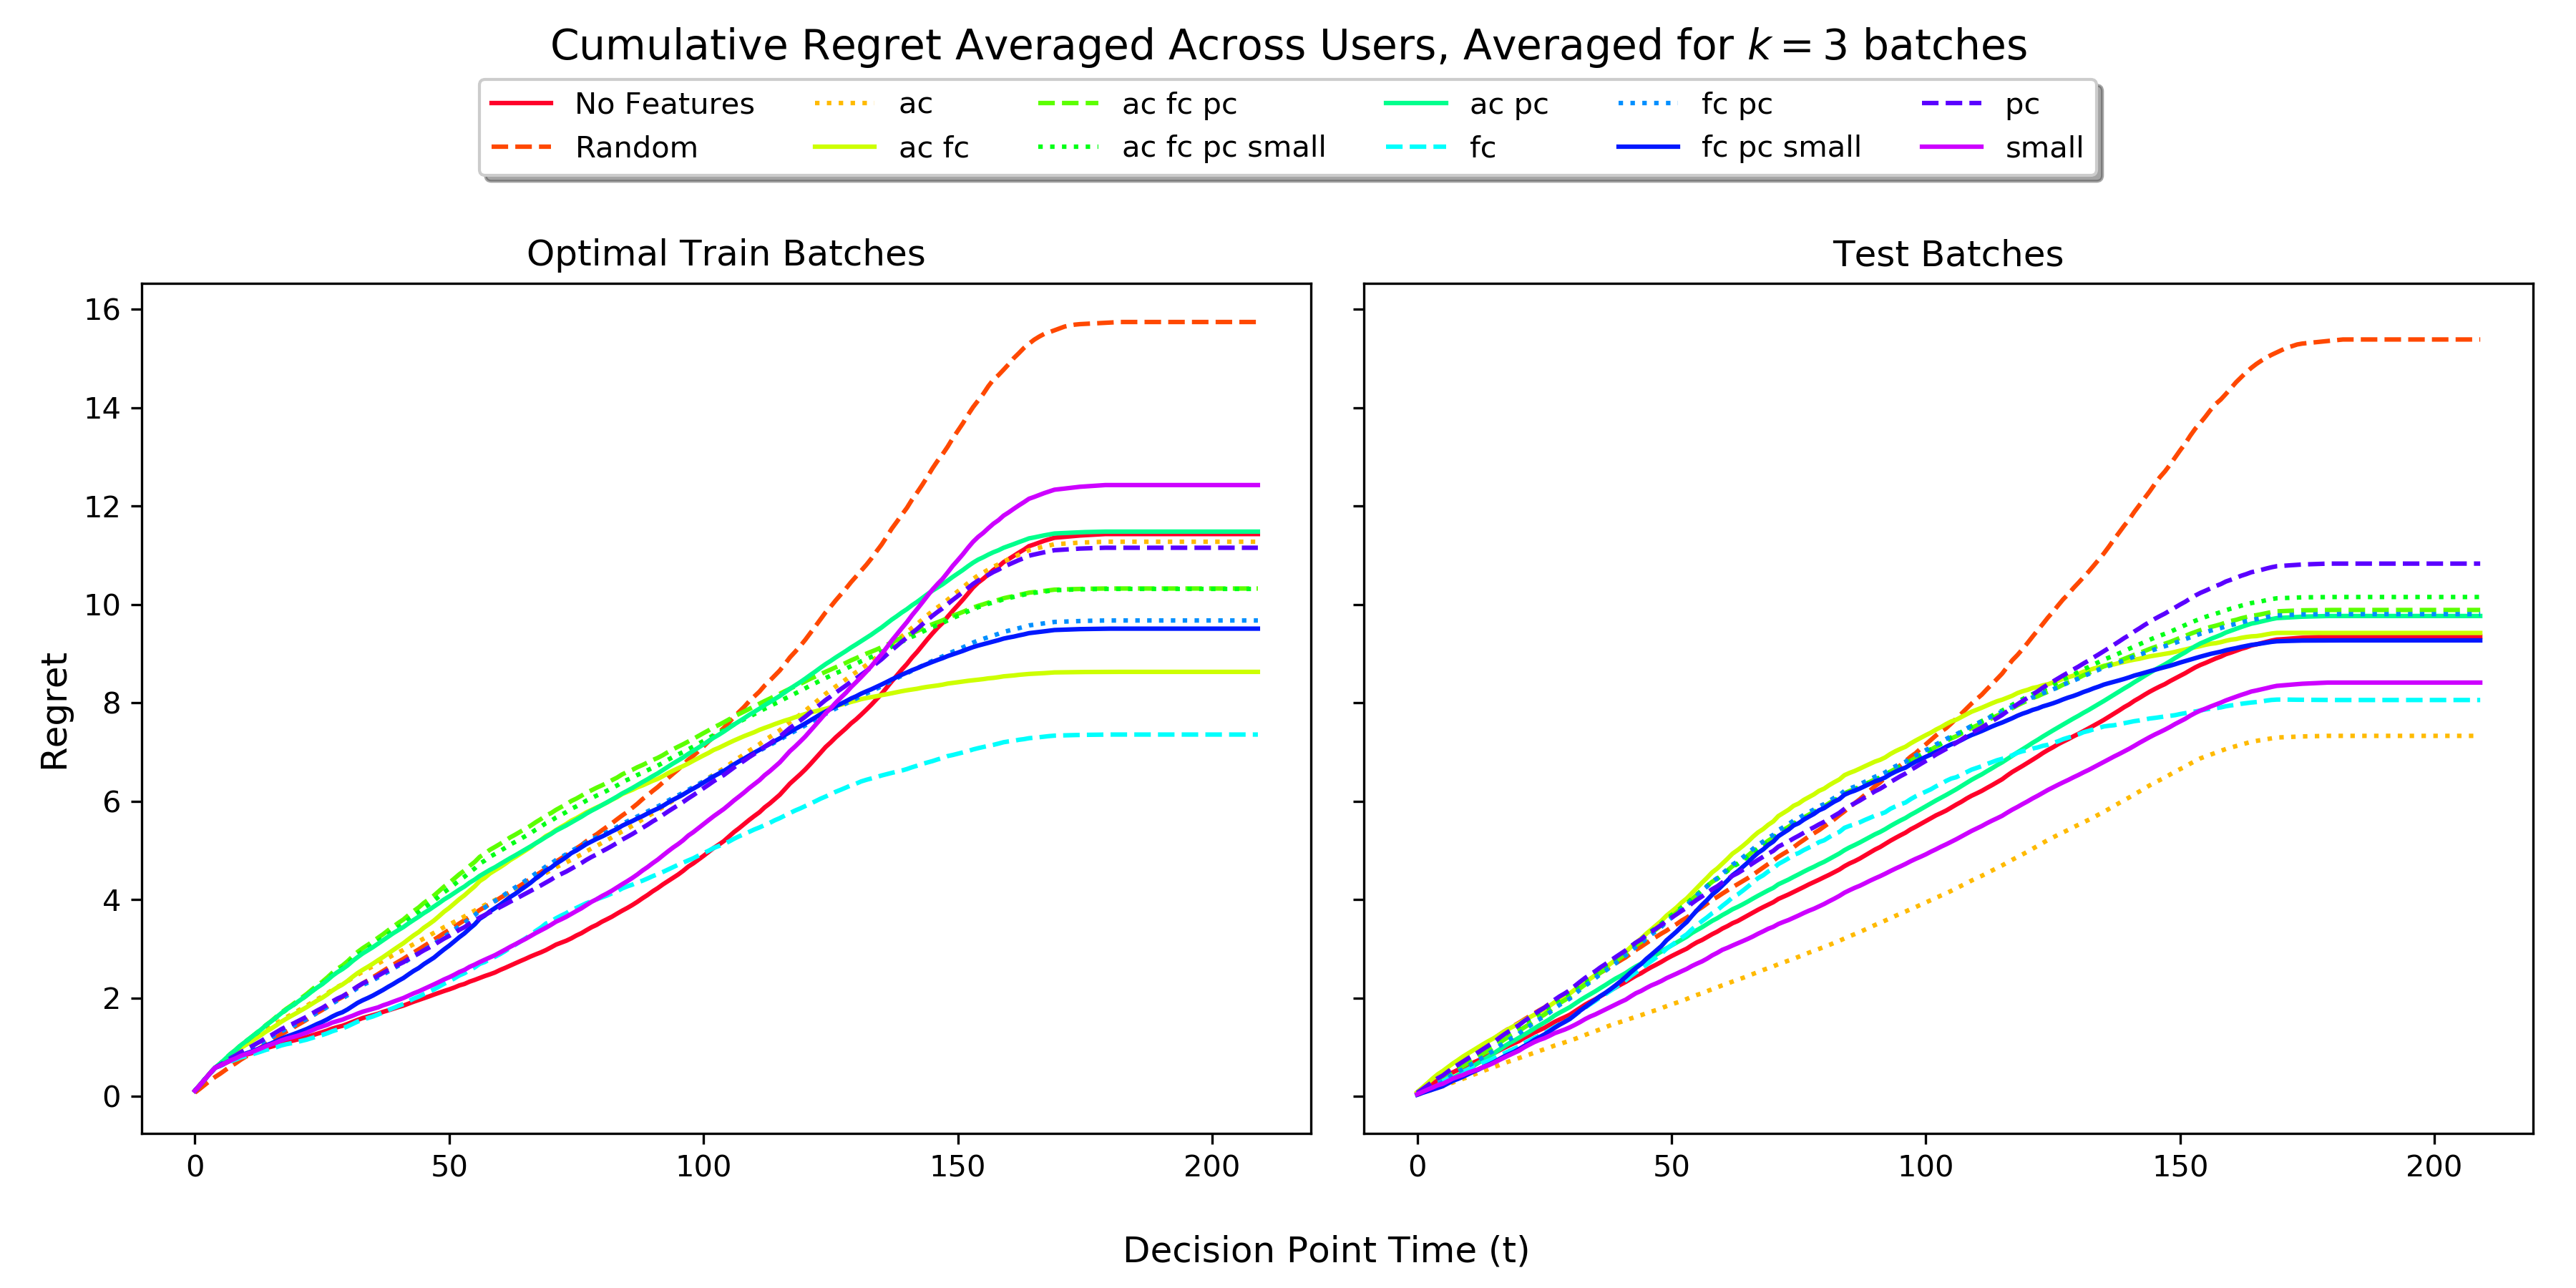 Cumulative Regret Averaged Across Users, Averaged for k = 3 batches
No Features ac ac fc pc ac pc fc pc pc
Random ac fc ac fc pc small fc fc pc small small
Optimal Train Batches Test Batches
16
14
12
10
8
6
4
2
0
Regret
0 50 100 150 200 0 50 100 150 200
Decision Point Time (t)